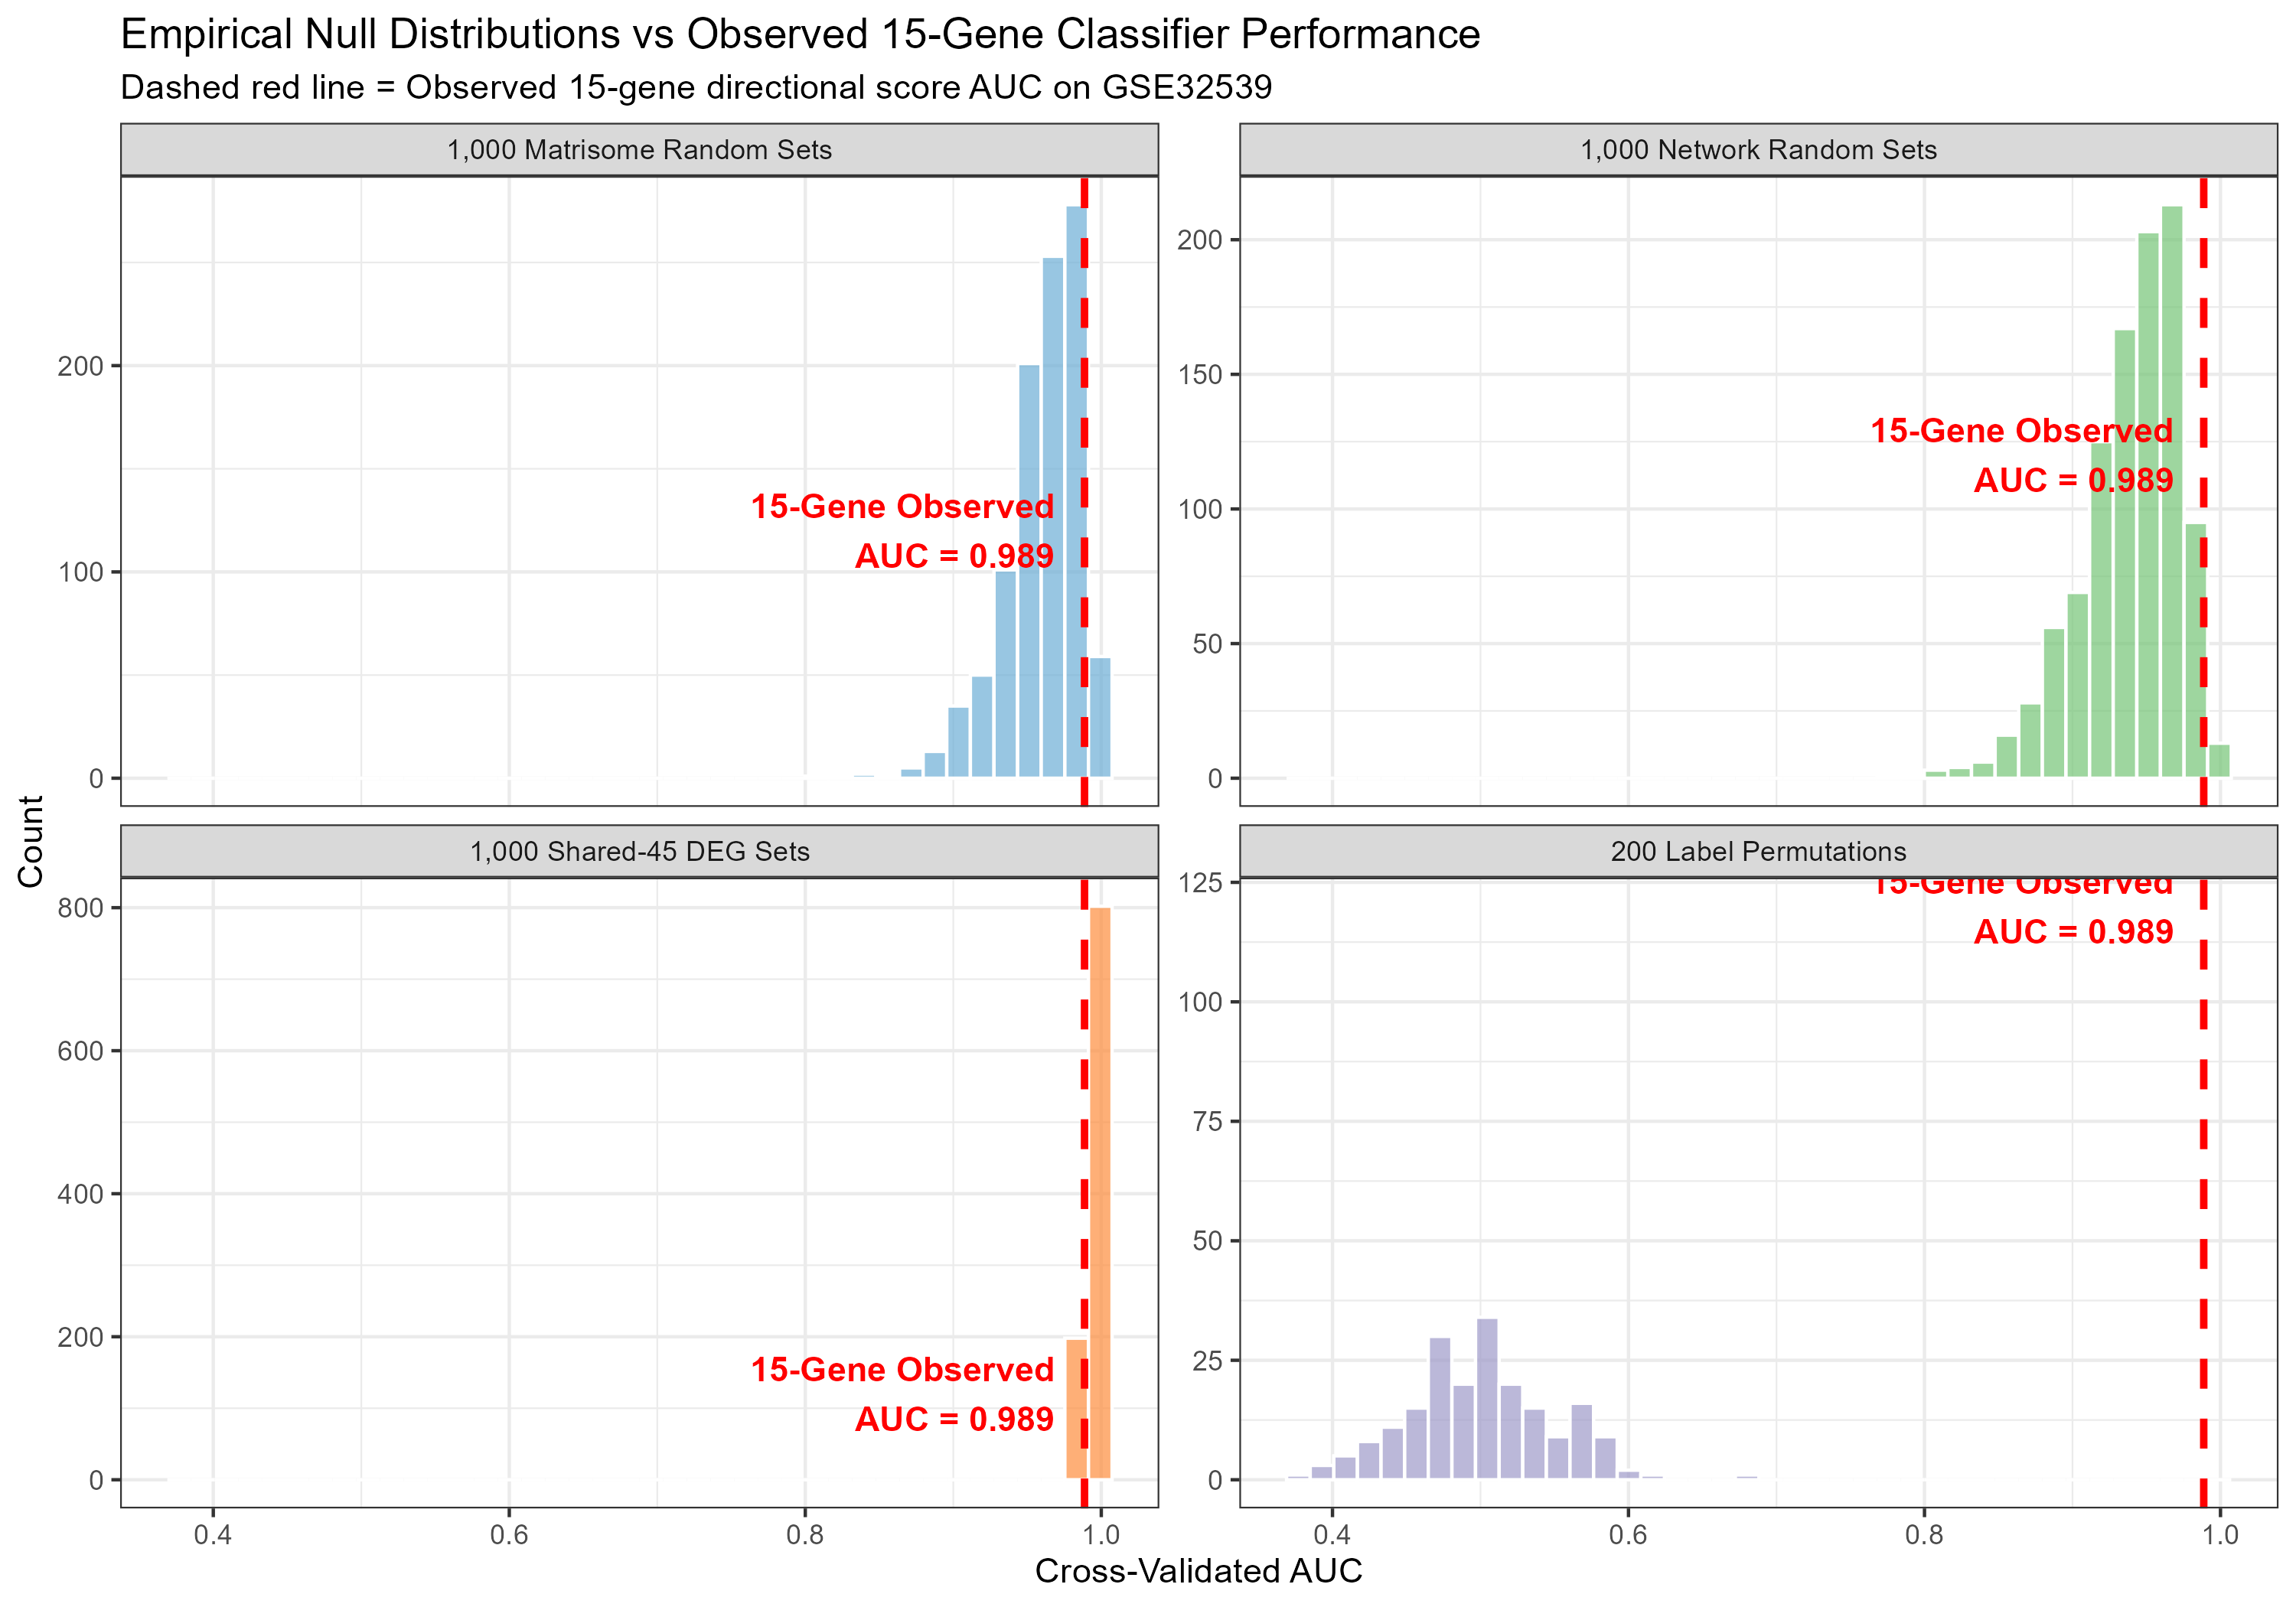 Empirical Null Distributions vs Observed 15-Gene Classifier Performance
Dashed red line = Observed 15-gene directional score AUC on GSE32539
1,000 Matrisome Random Sets
200
100
0
15-Gene Observed
AUC = 0.989
1,000 Network Random Sets
200
150
100
50
0
15-Gene Observed
AUC = 0.989
Count
1,000 Shared-45 DEG Sets
800
600
400
200
0
15-Gene Observed
AUC = 0.989
0.4 0.6 0.8 1.0
200 Label Permutations
125
100
75
50
25
0
15-Gene Observed
AUC = 0.989
0.4 0.6 0.8 1.0
Cross-Validated AUC